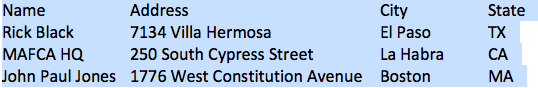 Name Address City State
Rick Black 7134 Villa Hermosa El Paso TX
MAFCA HQ 250 South Cypress Street La Habra CA
John Paul Jones 1776 West Constitution Avenue Boston MA